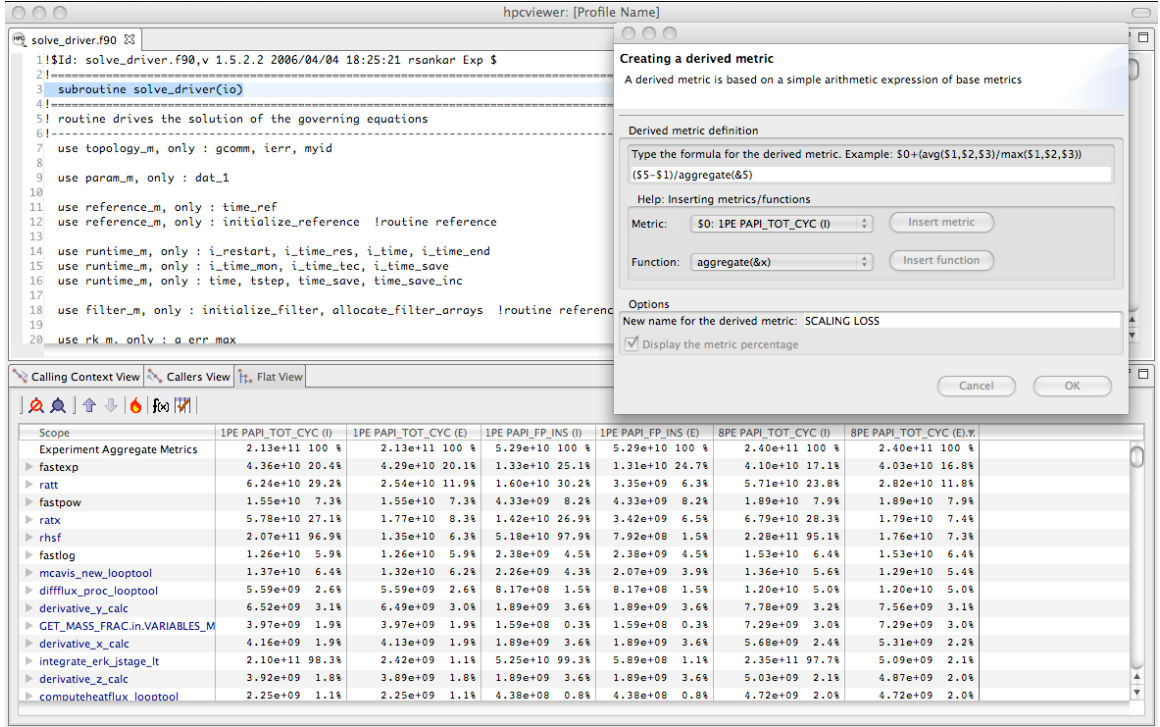 hpcviewer: [Profile Name]
solve_driver.f90
1 !$Id: solve_driver.f90,v 1.5.2.2 2006/04/04 18:25:21 rsankar Exp $
2 !=========================================================================
3 subroutine solve_driver(io)
4 !=========================================================================
5 ! routine drives the solution of the governing equations
6 !-------------------------------------------------------------------------
7 use topology_m, only : gcomm, ierr, myid
8
9 use param_m, only : dat_1
10
11 use reference_m, only : time_ref
12 use reference_m, only : initialize_reference !routine reference
13
14 use runtime_m, only : i_restart, i_time_res, i_time, i_time_end
15 use runtime_m, only : i_time_mon, i_time_tec, i_time_save
16 use runtime_m, only : time, tstep, time_save, time_save_inc
17
18 use filter_m, only : initialize_filter, allocate_filter_arrays !routine referenc
19
20 use rk_m, only : q_err_max
Creating a derived metric
A derived metric is based on a simple arithmetic expression of base metrics
Derived metric definition
Type the formula for the derived metric. Example: $0+(avg($1,$2,$3)/max($1,$2,$3))
($5-$1)/aggregate(&5)
Help: Inserting metrics/functions
Metric: $0: 1PE PAPI_TOT_CYC (I) Insert metric
Function: aggregate(&x) Insert function
Options
New name for the derived metric: SCALING LOSS
Display the metric percentage
Cancel OK
Calling Context View Callers View Flat View
f(x)
Scope 1PE PAPI_TOT_CYC (I) 1PE PAPI_TOT_CYC (E) 1PE PAPI_FP_INS (I) 1PE PAPI_FP_INS (E) 8PE PAPI_TOT_CYC (I) 8PE PAPI_TOT_CYC (E)
Experiment Aggregate Metrics 2.13e+11 100 % 2.13e+11 100 % 5.29e+10 100 % 5.29e+10 100 % 2.40e+11 100 % 2.40e+11 100 %
fastexp 4.36e+10 20.4% 4.29e+10 20.1% 1.33e+10 25.1% 1.31e+10 24.7% 4.10e+10 17.1% 4.03e+10 16.8%
ratt 6.24e+10 29.2% 2.54e+10 11.9% 1.60e+10 30.2% 3.35e+09 6.3% 5.71e+10 23.8% 2.82e+10 11.8%
fastpow 1.55e+10 7.3% 1.55e+10 7.3% 4.33e+09 8.2% 4.33e+09 8.2% 1.89e+10 7.9% 1.89e+10 7.9%
ratx 5.78e+10 27.1% 1.77e+10 8.3% 1.42e+10 26.9% 3.42e+09 6.5% 6.79e+10 28.3% 1.79e+10 7.4%
rhsf 2.07e+11 96.9% 1.35e+10 6.3% 5.18e+10 97.9% 7.92e+08 1.5% 2.28e+11 95.1% 1.76e+10 7.3%
fastlog 1.26e+10 5.9% 1.26e+10 5.9% 2.38e+09 4.5% 2.38e+09 4.5% 1.53e+10 6.4% 1.53e+10 6.4%
mcavis_new_looptool 1.37e+10 6.4% 1.32e+10 6.2% 2.26e+09 4.3% 2.07e+09 3.9% 1.36e+10 5.6% 1.29e+10 5.4%
diffflux_proc_looptool 5.59e+09 2.6% 5.59e+09 2.6% 8.17e+08 1.5% 8.17e+08 1.5% 1.20e+10 5.0% 1.20e+10 5.0%
derivative_y_calc 6.52e+09 3.1% 6.49e+09 3.0% 1.89e+09 3.6% 1.89e+09 3.6% 7.78e+09 3.2% 7.56e+09 3.1%
GET_MASS_FRAC.in.VARIABLES_M 3.97e+09 1.9% 3.97e+09 1.9% 1.59e+08 0.3% 1.59e+08 0.3% 7.29e+09 3.0% 7.29e+09 3.0%
derivative_x_calc 4.16e+09 1.9% 4.13e+09 1.9% 1.89e+09 3.6% 1.89e+09 3.6% 5.68e+09 2.4% 5.31e+09 2.2%
integrate_erk_jstage_lt 2.10e+11 98.3% 2.42e+09 1.1% 5.25e+10 99.3% 5.89e+08 1.1% 2.35e+11 97.7% 5.09e+09 2.1%
derivative_z_calc 3.92e+09 1.8% 3.89e+09 1.8% 1.89e+09 3.6% 1.89e+09 3.6% 5.03e+09 2.1% 4.87e+09 2.0%
computeheatflux_looptool 2.25e+09 1.1% 2.25e+09 1.1% 4.38e+08 0.8% 4.38e+08 0.8% 4.72e+09 2.0% 4.72e+09 2.0%